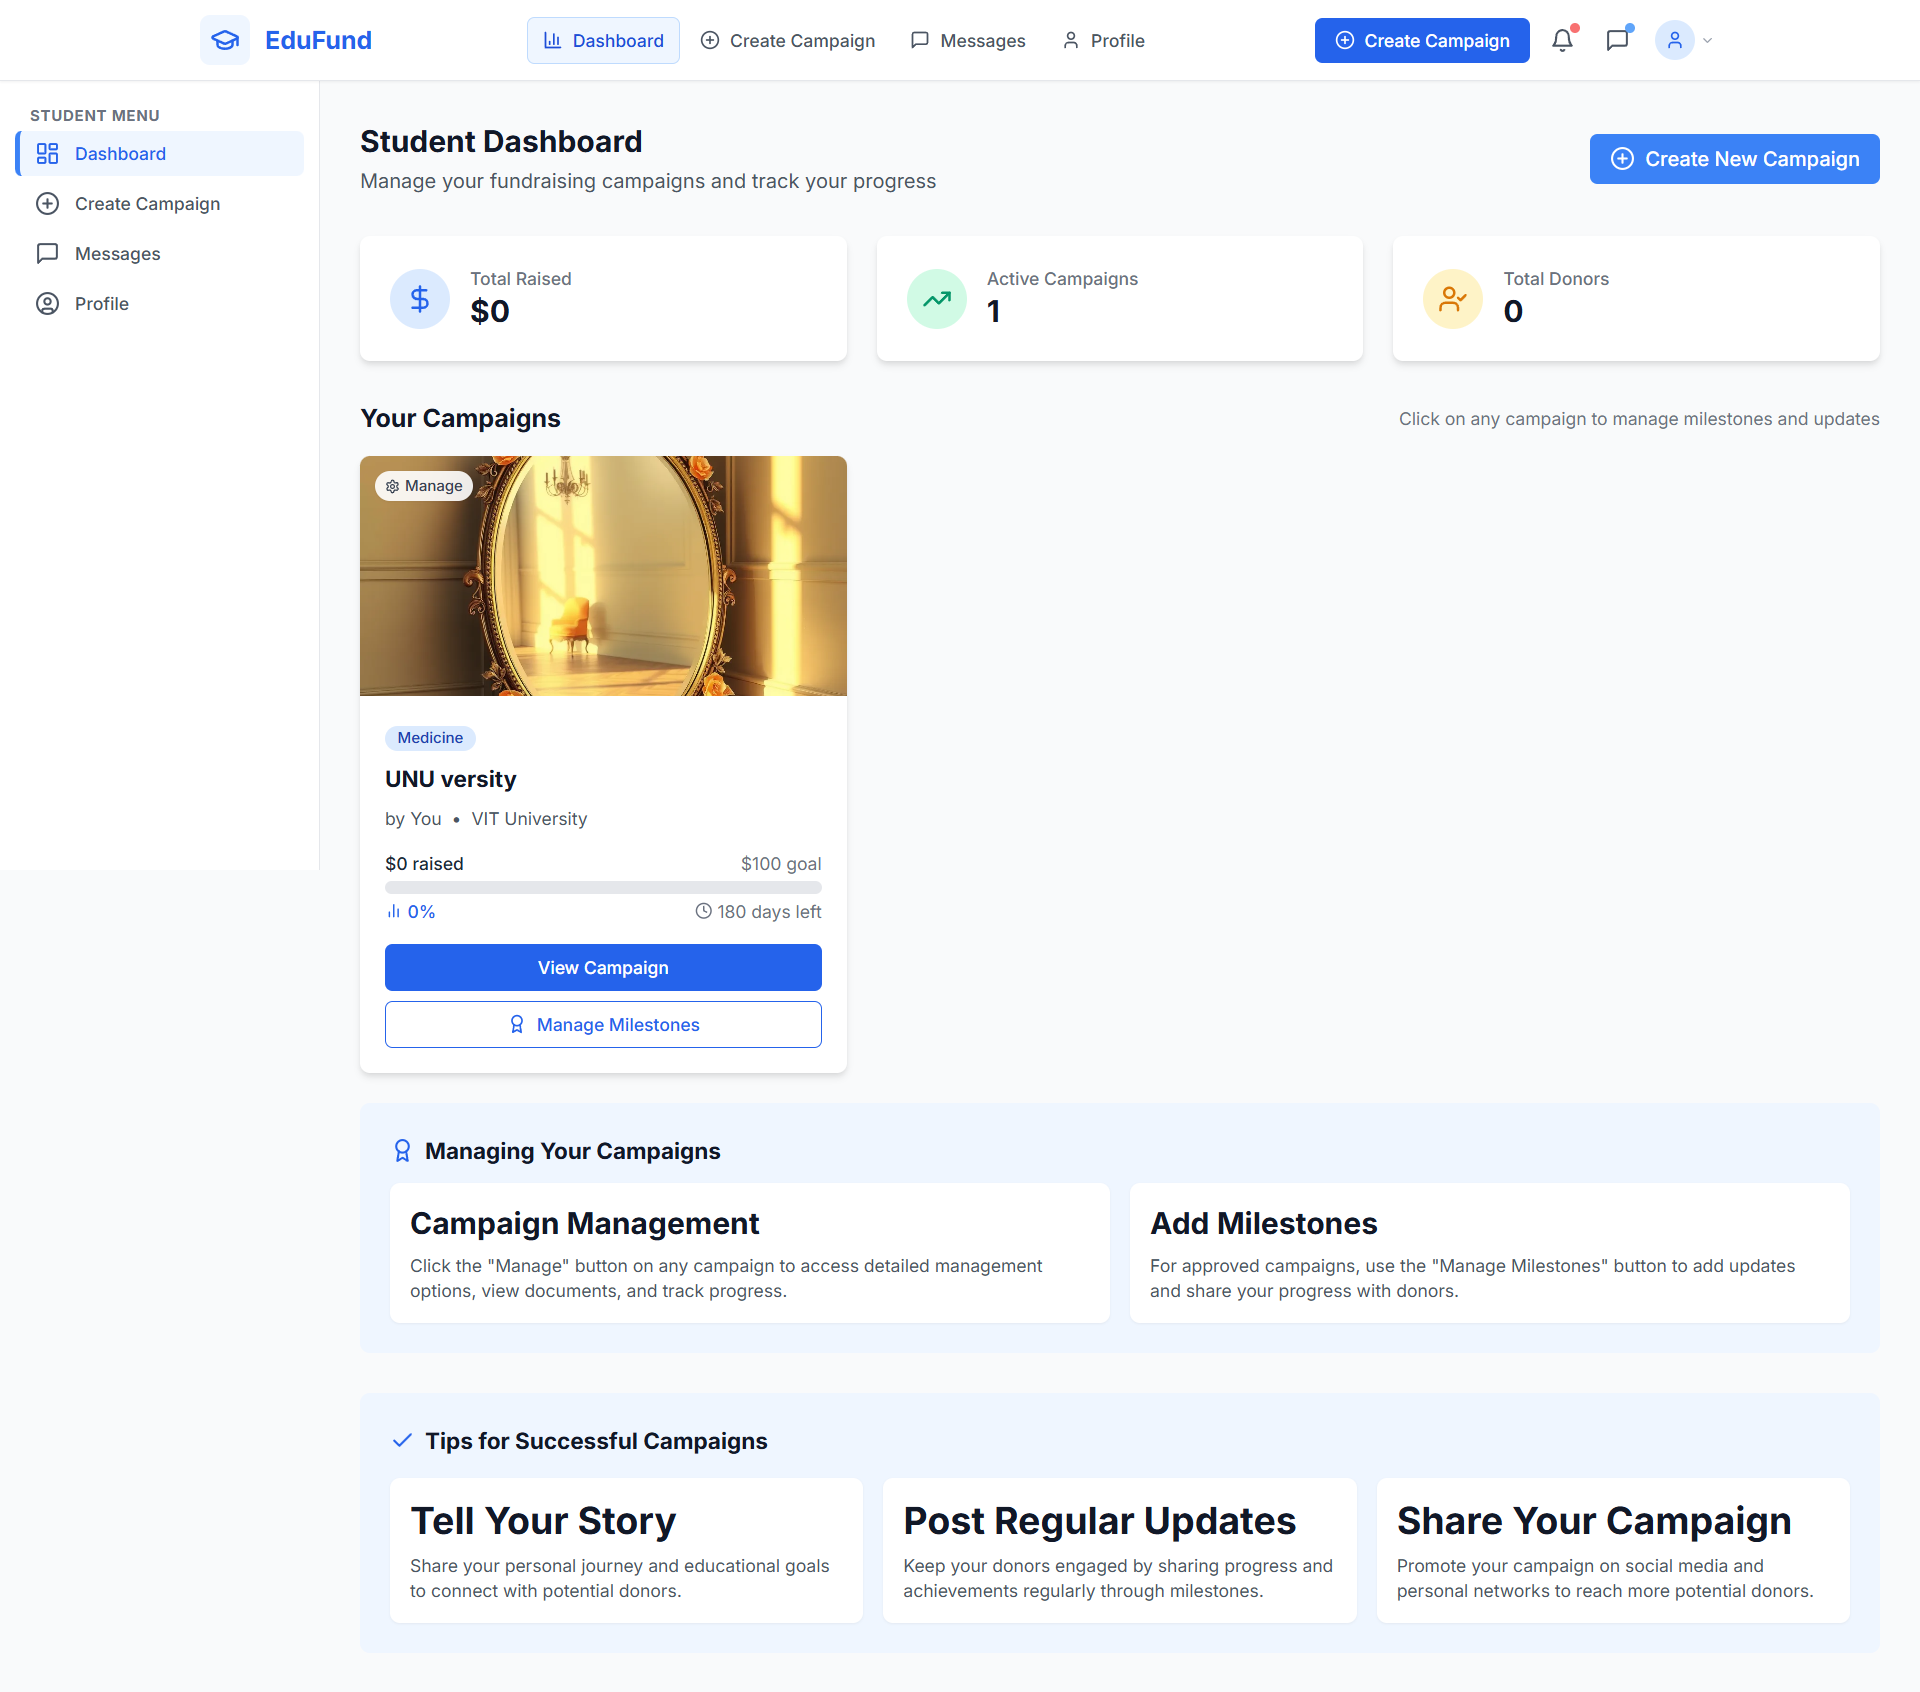 EduFund
Dashboard
Create Campaign
Messages
Profile
Create Campaign
STUDENT MENU
Dashboard
Create Campaign
Messages
Profile
Student Dashboard
Manage your fundraising campaigns and track your progress
Create New Campaign
Total Raised
$0
Active Campaigns
1
Total Donors
0
Your Campaigns
Click on any campaign to manage milestones and updates
Manage
Medicine
UNU versity
by You • VIT University
$0 raised
$100 goal
0%
180 days left
View Campaign
Manage Milestones
Managing Your Campaigns
Campaign Management
Click the "Manage" button on any campaign to access detailed management
options, view documents, and track progress.
Add Milestones
For approved campaigns, use the "Manage Milestones" button to add updates
and share your progress with donors.
Tips for Successful Campaigns
Tell Your Story
Share your personal journey and educational goals
to connect with potential donors.
Post Regular Updates
Keep your donors engaged by sharing progress and
achievements regularly through milestones.
Share Your Campaign
Promote your campaign on social media and
personal networks to reach more potential donors.